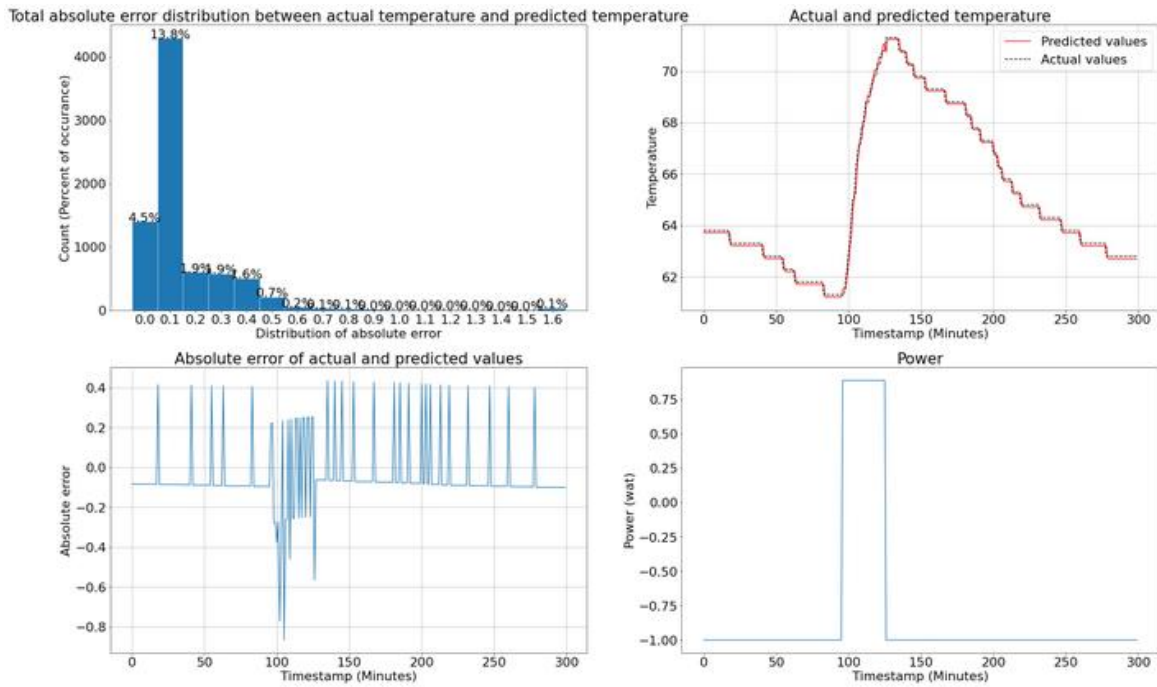 Total absolute error distribution between actual temperature and predicted temperature
Count (Percent of occurance)
4000
3000
2000
1000
0
13.8%
4.5%
1.9%
1.9%
1.6%
0.7%
0.2%
0.1%
0.1%
0.0%
0.0%
0.0%
0.0%
0.0%
0.0%
0.0%
0.1%
0.0 0.1 0.2 0.3 0.4 0.5 0.6 0.7 0.8 0.9 1.0 1.1 1.2 1.3 1.4 1.5 1.6
Distribution of absolute error
Actual and predicted temperature
Predicted values
Actual values
Temperature
70
68
66
64
62
0 50 100 150 200 250 300
Timestamp (Minutes)
Absolute error of actual and predicted values
Absolute error
0.4
0.2
0.0
−0.2
−0.4
−0.6
−0.8
0 50 100 150 200 250 300
Timestamp (Minutes)
Power
Power (wat)
0.75
0.50
0.25
0.00
−0.25
−0.50
−0.75
−1.00
0 50 100 150 200 250 300
Timestamp (Minutes)